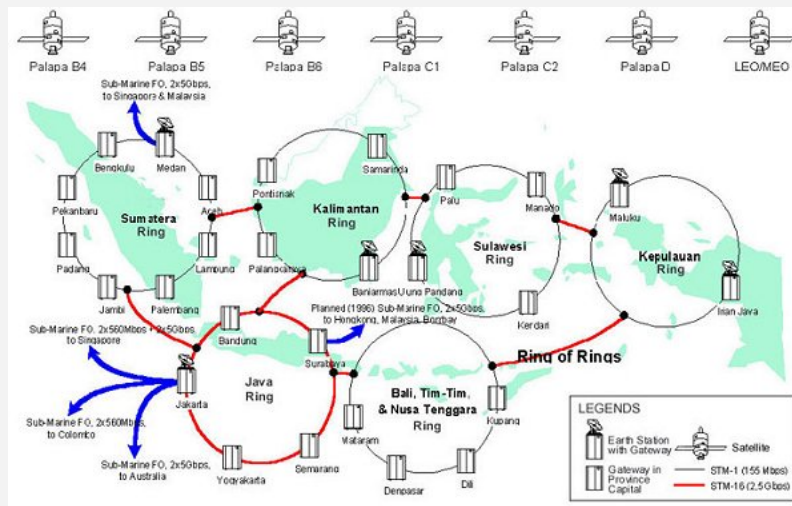 Palapa B4
Palapa B5
Palapa B6
Palapa C1
Palapa C2
Palapa D
LEO/MEO
Sub-Marine FO, 2x5Gbps,
to Singapore & Malaysia
Bengkulu
Medan
Pekanbaru
Aceh
Sumatera
Ring
Padang
Lampung
Jambi
Palembang
Pontianak
Samarinda
Kalimantan
Ring
Palangkaraya
Banjarmas
Palu
Manado
Sulawesi
Ring
Ujung Pandang
Kendari
Maluku
Kepulauan
Ring
Irian Java
Planned (1996) Sub-Marine FO, 2x5Gbps,
to Hongkong, Malaysia, Bombay
Sub-Marine FO, 2x560Mbps + 2x5Gbps,
to Singapore
Bandung
Surabaya
Jakarta
Java
Ring
Sub-Marine FO, 2x560Mbps,
to Colombo
Sub-Marine FO, 2x5Gbps,
to Australia
Yogyakarta
Semarang
Ring of Rings
Bali, Tim-Tim,
& Nusa Tenggara
Ring
Mataram
Kupang
Denpasar
Dili
LEGENDS
Earth Station
with Gateway
Satellite
Gateway in
Province
Capital
STM-1 (155 Mbps)
STM-16 (2,5Gbps)